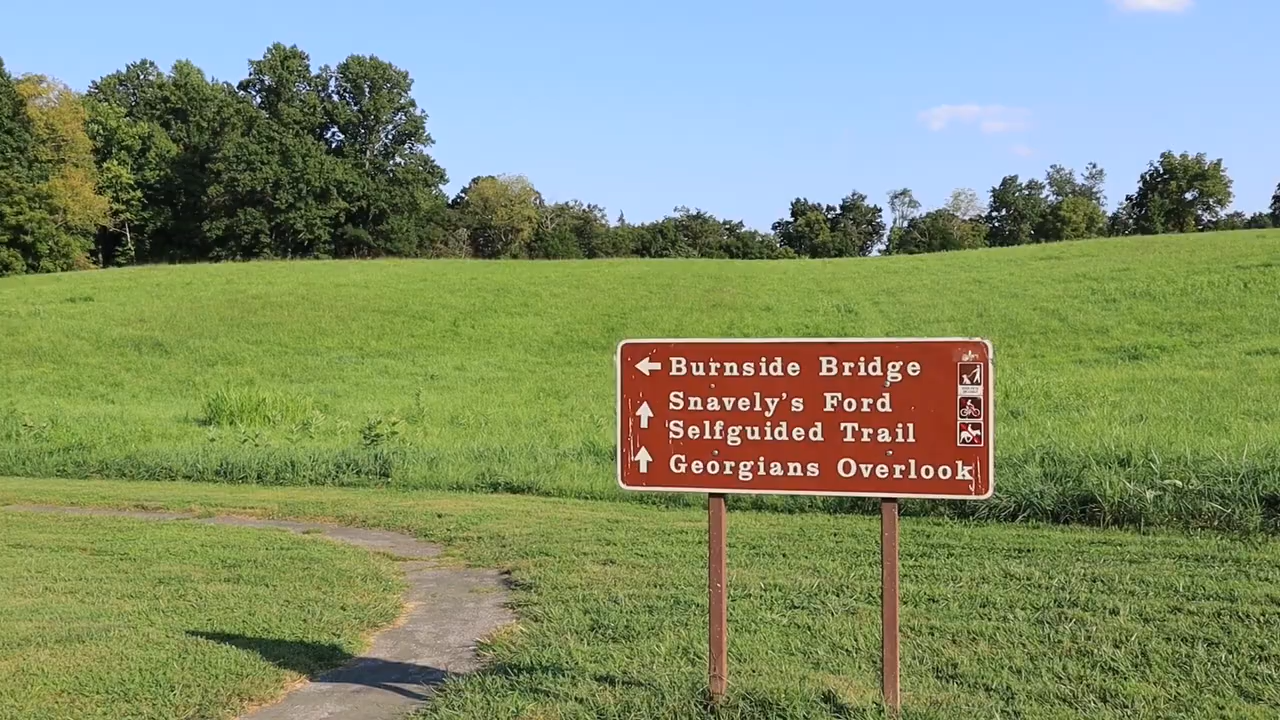 Burnside Bridge
Snavely's Ford
Selfguided Trail
Georgians Overlook